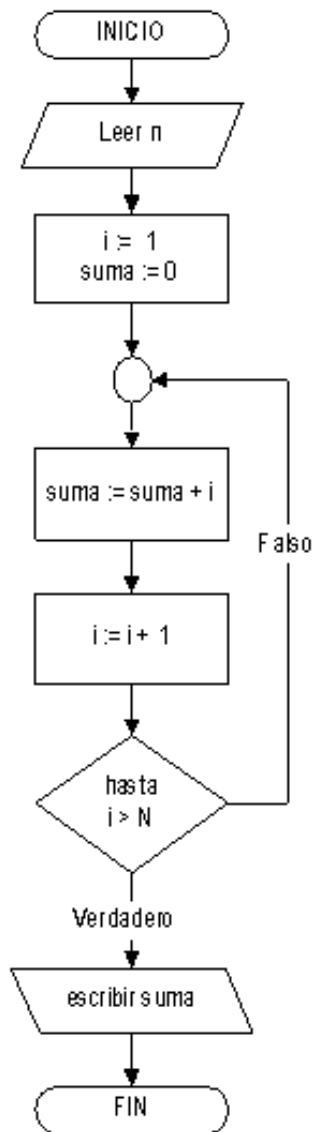 INICIO
Leer n
i := 1
suma := 0
suma := suma + i
Falso
i := i + 1
hasta
i > N
Verdadero
escribir suma
FIN